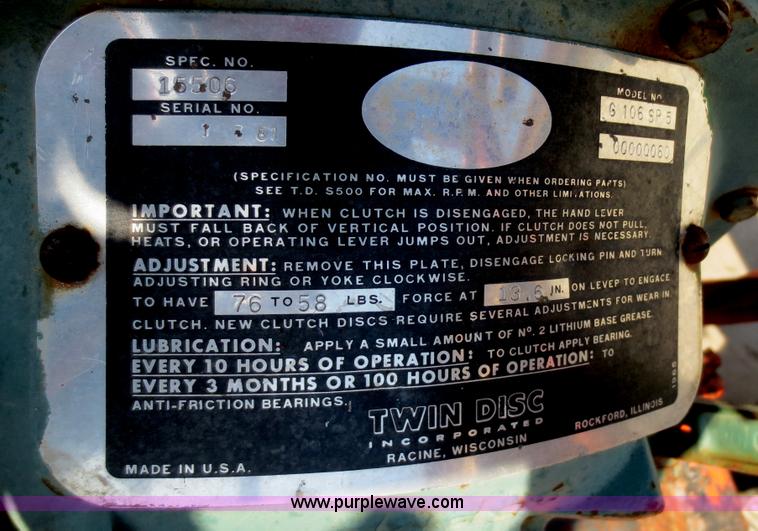 SPEC. NO.
15506
SERIAL NO.
MODEL NO.
G 106 SP 5
00000060
(SPECIFICATION NO. MUST BE GIVEN WHEN ORDERING PARTS)
SEE T.D. S500 FOR MAX. R.P.M. AND OTHER LIMITATIONS.
IMPORTANT: WHEN CLUTCH IS DISENGAGED, THE HAND LEVER
MUST FALL BACK OF VERTICAL POSITION. IF CLUTCH DOES NOT PULL,
HEATS, OR OPERATING LEVER JUMPS OUT, ADJUSTMENT IS NECESSARY.
ADJUSTMENT: REMOVE THIS PLATE, DISENGAGE LOCKING PIN AND TURN
ADJUSTING RING OR YOKE CLOCKWISE.
TO HAVE 76 TO 58 LBS. FORCE AT 13.6 IN. ON LEVER TO ENGAGE
CLUTCH. NEW CLUTCH DISCS REQUIRE SEVERAL ADJUSTMENTS FOR WEAR IN
LUBRICATION: APPLY A SMALL AMOUNT OF No. 2 LITHIUM BASE GREASE.
EVERY 10 HOURS OF OPERATION: TO CLUTCH APPLY BEARING.
EVERY 3 MONTHS OR 100 HOURS OF OPERATION: TO
ANTI-FRICTION BEARINGS.
TWIN DISC
INCORPORATED
RACINE, WISCONSIN
ROCKFORD, ILLINOIS
MADE IN U.S.A.
www.purplewave.com